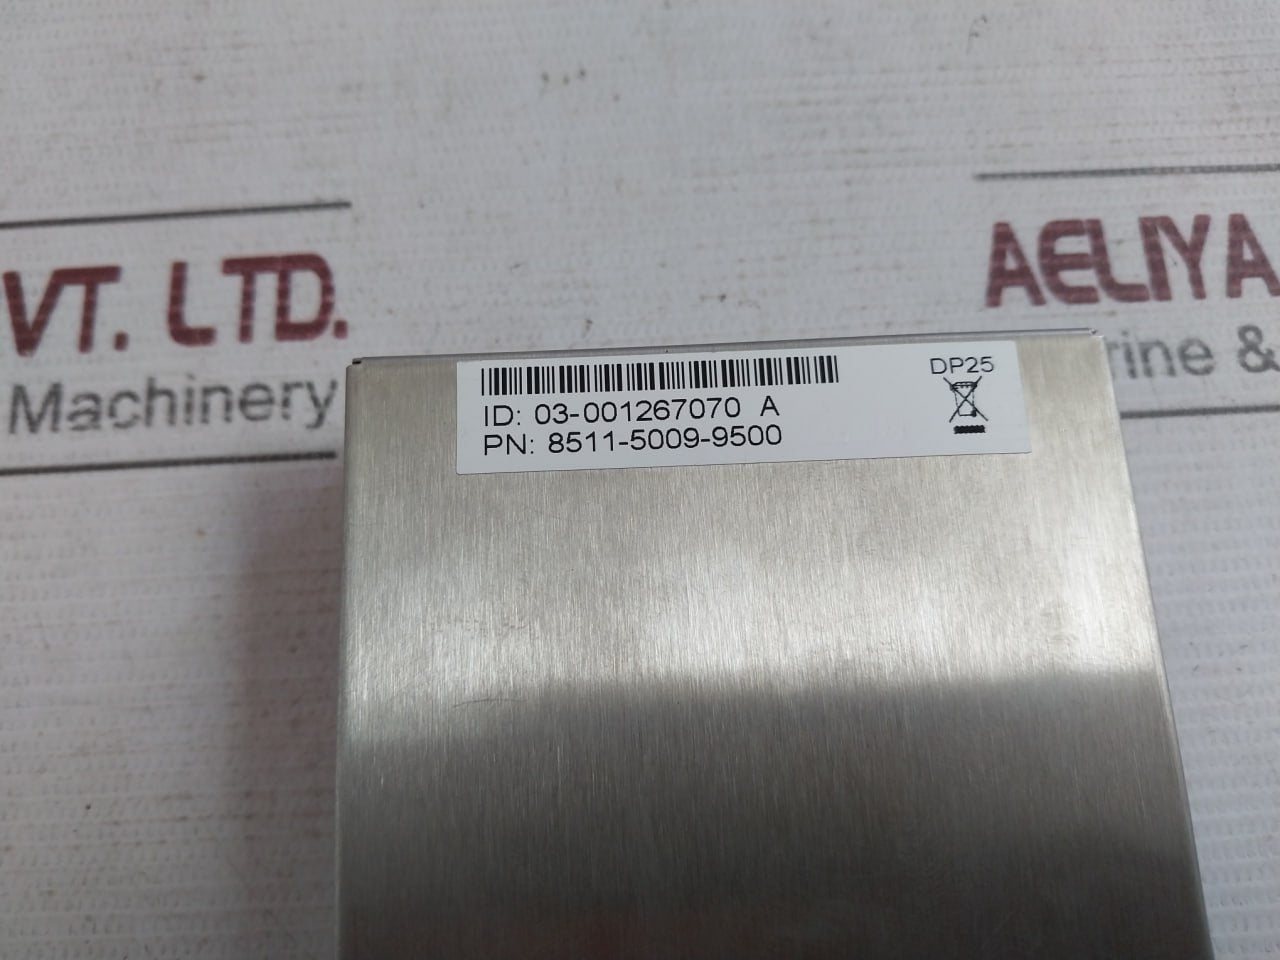 VT. LTD.
Machinery
AELIYA
rine &
DP25
ID: 03-001267070 A
PN: 8511-5009-9500